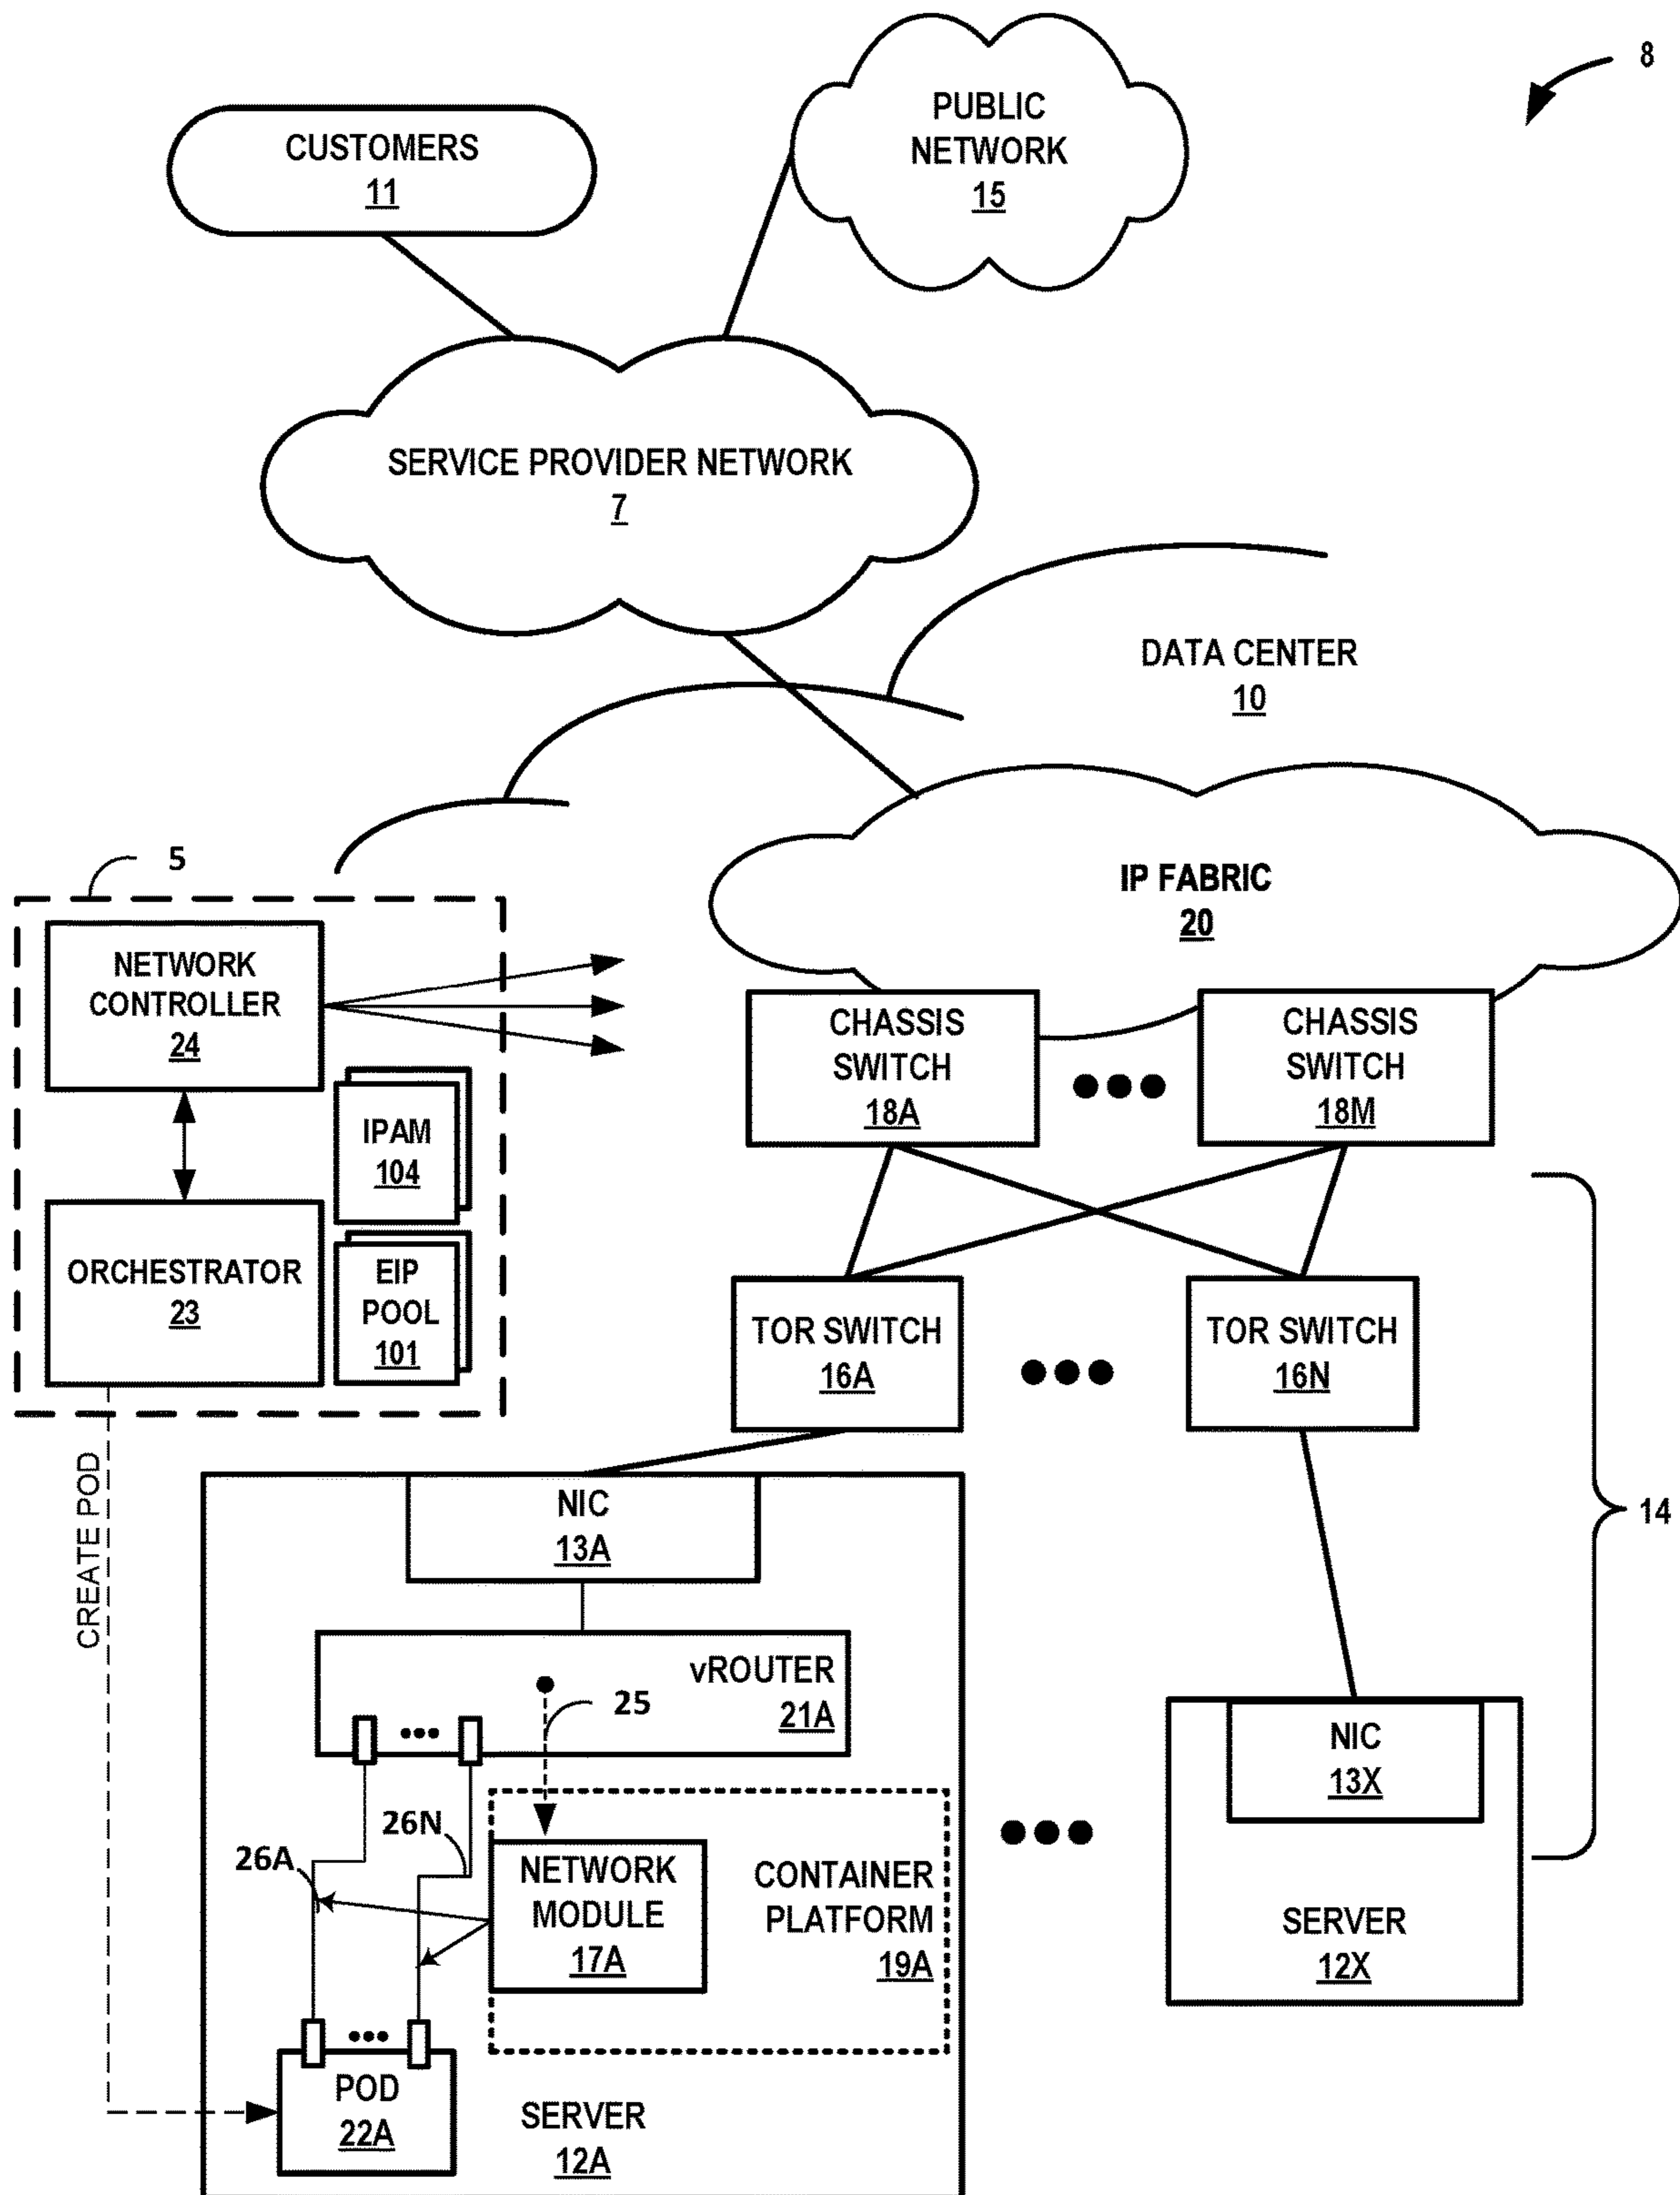 8
PUBLIC
NETWORK
15
CUSTOMERS
11
SERVICE PROVIDER NETWORK
7
DATA CENTER
10
5
IP FABRIC
20
NETWORK
CONTROLLER
24
CHASSIS
SWITCH
18A
CHASSIS
SWITCH
18M
IPAM
104
ORCHESTRATOR
23
EIP
POOL
101
TOR SWITCH
16A
TOR SWITCH
16N
CREATE POD
NIC
13A
14
vROUTER
21A
25
NIC
13X
26N
26A
NETWORK
MODULE
17A
CONTAINER
PLATFORM
19A
SERVER
12X
POD
22A
SERVER
12A